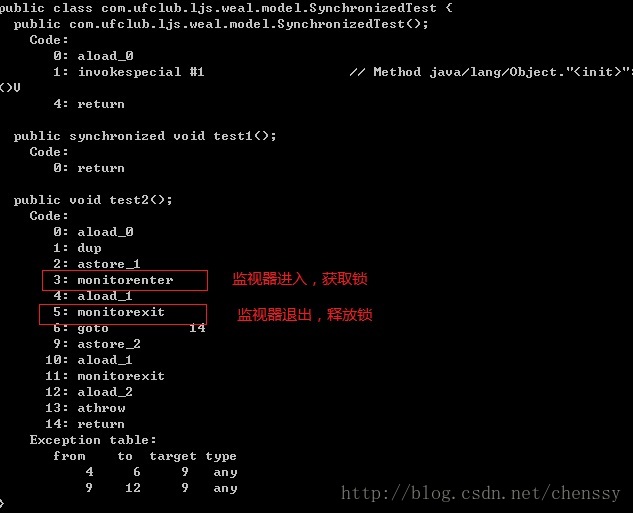 public class com.ufclub.ljs.weal.model.SynchronizedTest {
  public com.ufclub.ljs.weal.model.SynchronizedTest();
    Code:
       0: aload_0
       1: invokespecial #1                  // Method java/lang/Object."<init>":
()V
       4: return

  public synchronized void test1();
    Code:
       0: return

  public void test2();
    Code:
       0: aload_0
       1: dup
       2: astore_1
       3: monitorenter 监视器进入，获取锁
       4: aload_1
       5: monitorexit 监视器退出，释放锁
       6: goto          14
       9: astore_2
      10: aload_1
      11: monitorexit
      12: aload_2
      13: athrow
      14: return
    Exception table:
       from    to  target type
           4     6     9   any
           9    12     9   any
}
http://blog.csdn.net/chenssy